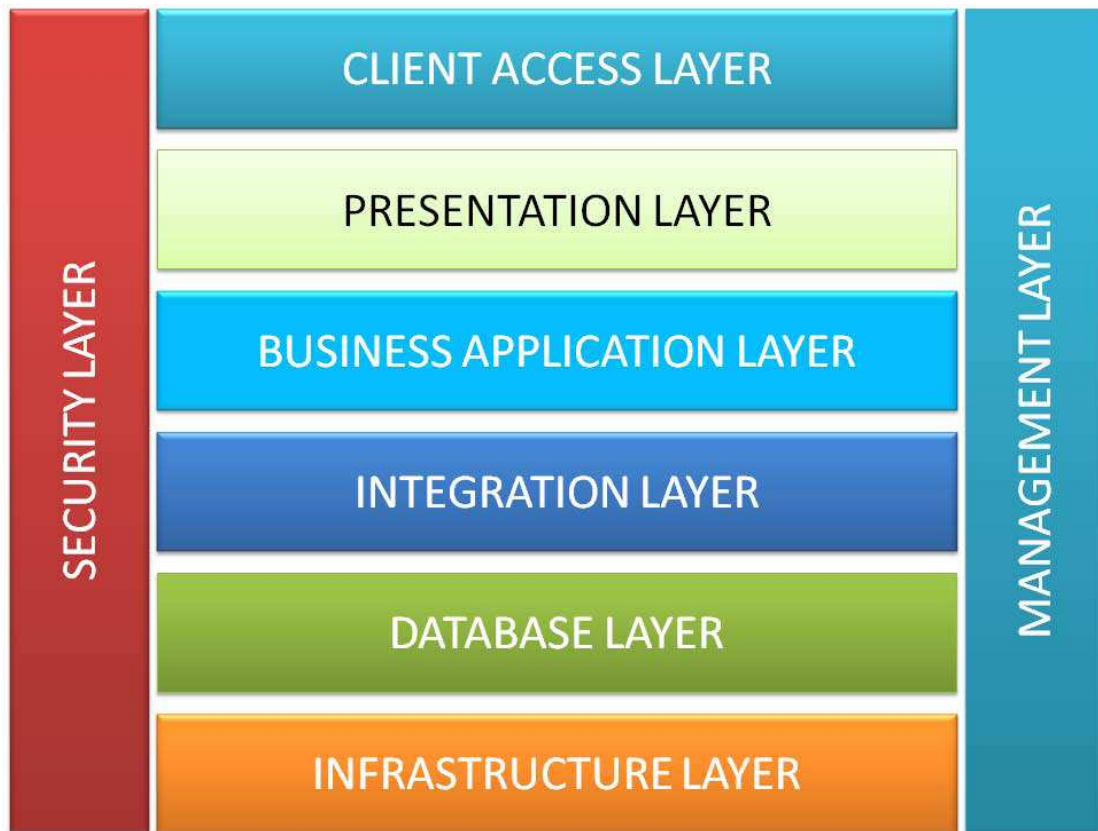 SECURITY LAYER
CLIENT ACCESS LAYER
PRESENTATION LAYER
BUSINESS APPLICATION LAYER
INTEGRATION LAYER
DATABASE LAYER
INFRASTRUCTURE LAYER
MANAGEMENT LAYER